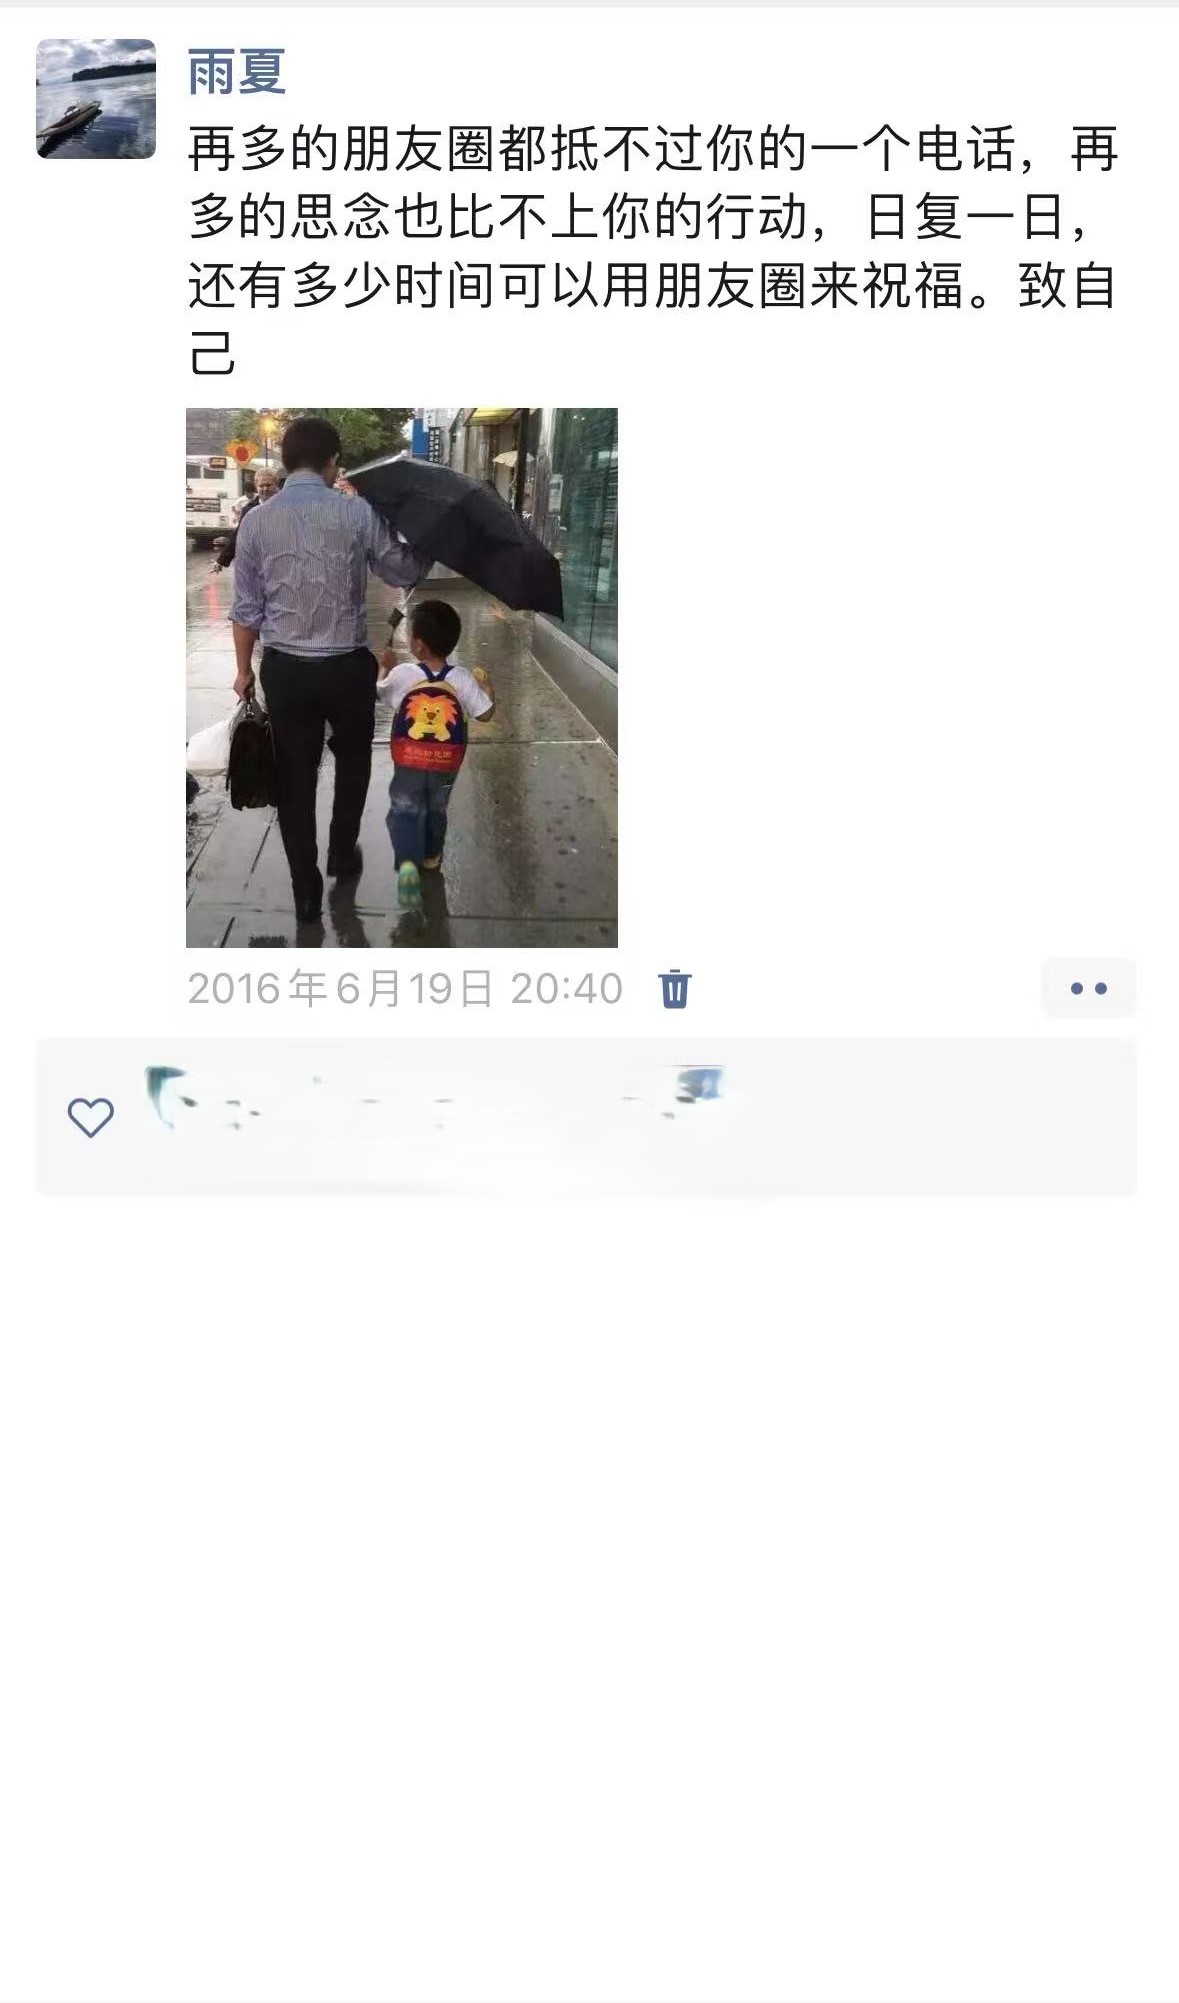 雨夏
再多的朋友圈都抵不过你的一个电话，再
多的思念也比不上你的行动，日复一日，
还有多少时间可以用朋友圈来祝福。致自
己
2016年6月19日 20:40